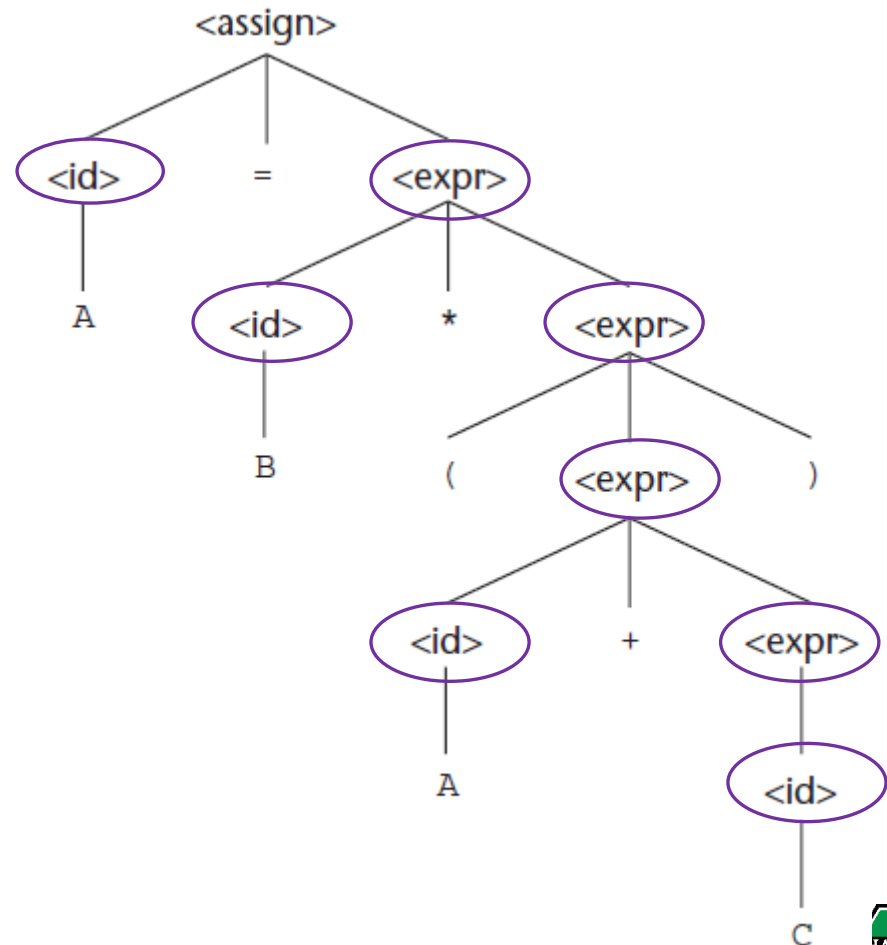 <assign>
<id> = <expr>
A <id> * <expr>
B ( <expr> )
<id> + <expr>
A <id>
C